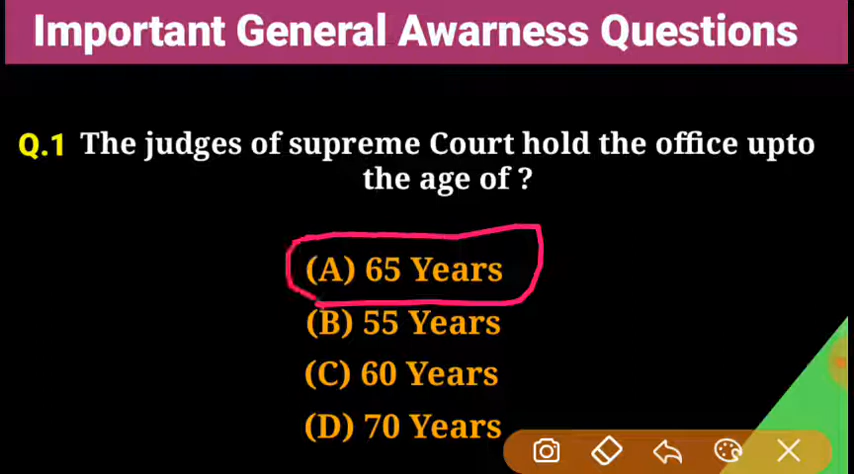 Important General Awarness Questions
Q.1 The judges of supreme Court hold the office upto
the age of ?
(A) 65 Years
(B) 55 Years
(C) 60 Years
(D) 70 Years